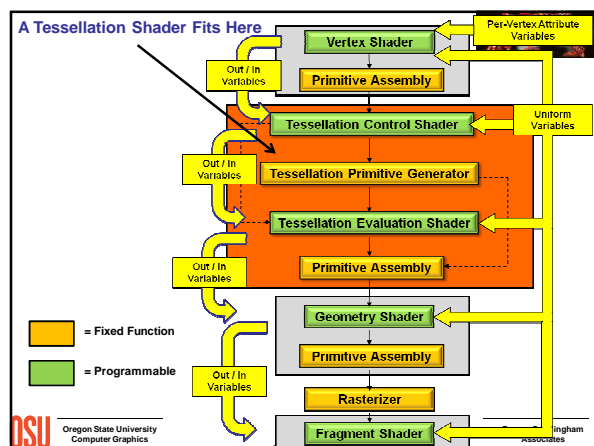 A Tessellation Shader Fits Here
Per-Vertex Attribute
Variables
Vertex Shader
Out / In
Variables
Primitive Assembly
Tessellation Control Shader
Uniform
Variables
Out / In
Variables
Tessellation Primitive Generator
Tessellation Evaluation Shader
Out / In
Variables
Primitive Assembly
Geometry Shader
= Fixed Function
Primitive Assembly
= Programmable
Out / In
Variables
Rasterizer
OSU
Oregon State University
Computer Graphics
Fragment Shader
Associates